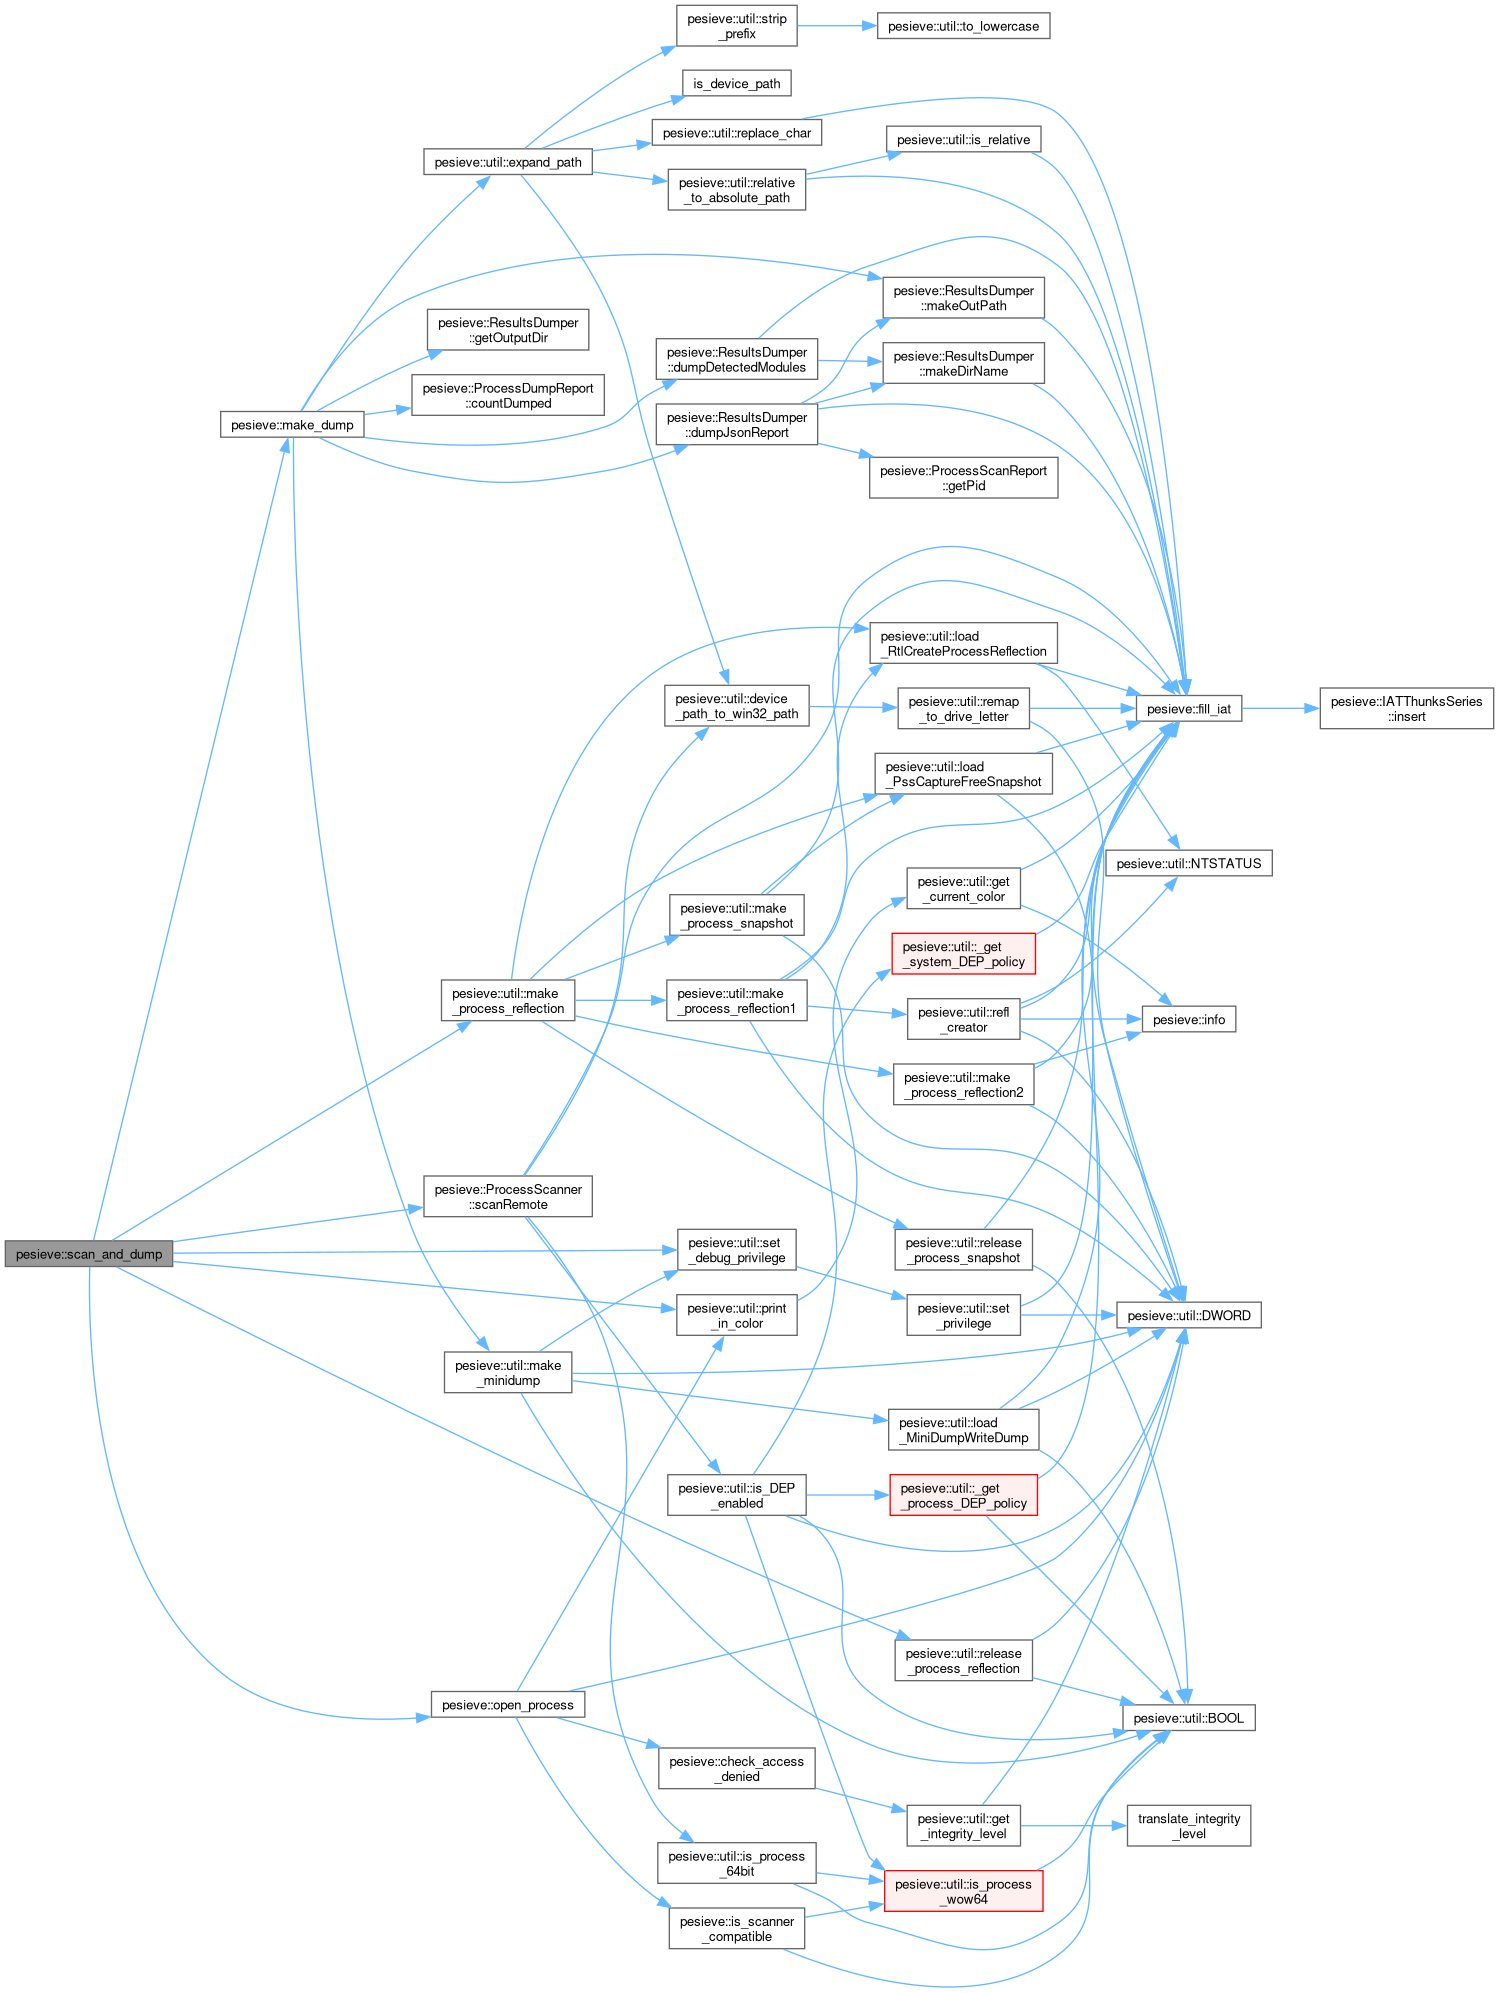 pesieve::util::strip
_prefix
pesieve::util::to_lowercase
is_device_path
pesieve::util::replace_char
pesieve::util::is_relative
pesieve::util::expand_path
pesieve::util::relative
_to_absolute_path
pesieve::ResultsDumper
::makeOutPath
pesieve::ResultsDumper
::getOutputDir
pesieve::ResultsDumper
::dumpDetectedModules
pesieve::ResultsDumper
::makeDirName
pesieve::ProcessDumpReport
::countDumped
pesieve::make_dump
pesieve::ResultsDumper
::dumpJsonReport
pesieve::ProcessScanReport
::getPid
pesieve::util::load
_RtlCreateProcessReflection
pesieve::util::device
_path_to_win32_path
pesieve::util::remap
_to_drive_letter
pesieve::fill_iat
pesieve::IATThunksSeries
::insert
pesieve::util::load
_PssCaptureFreeSnapshot
pesieve::util::NTSTATUS
pesieve::util::get
_current_color
pesieve::util::make
_process_snapshot
pesieve::util::_get
_system_DEP_policy
pesieve::util::make
_process_reflection
pesieve::util::make
_process_reflection1
pesieve::util::refl
_creator
pesieve::info
pesieve::util::make
_process_reflection2
pesieve::ProcessScanner
::scanRemote
pesieve::scan_and_dump
pesieve::util::set
_debug_privilege
pesieve::util::release
_process_snapshot
pesieve::util::print
_in_color
pesieve::util::set
_privilege
pesieve::util::DWORD
pesieve::util::make
_minidump
pesieve::util::load
_MiniDumpWriteDump
pesieve::util::is_DEP
_enabled
pesieve::util::_get
_process_DEP_policy
pesieve::util::release
_process_reflection
pesieve::open_process
pesieve::util::BOOL
pesieve::check_access
_denied
pesieve::util::get
_integrity_level
translate_integrity
_level
pesieve::util::is_process
_64bit
pesieve::util::is_process
_wow64
pesieve::is_scanner
_compatible